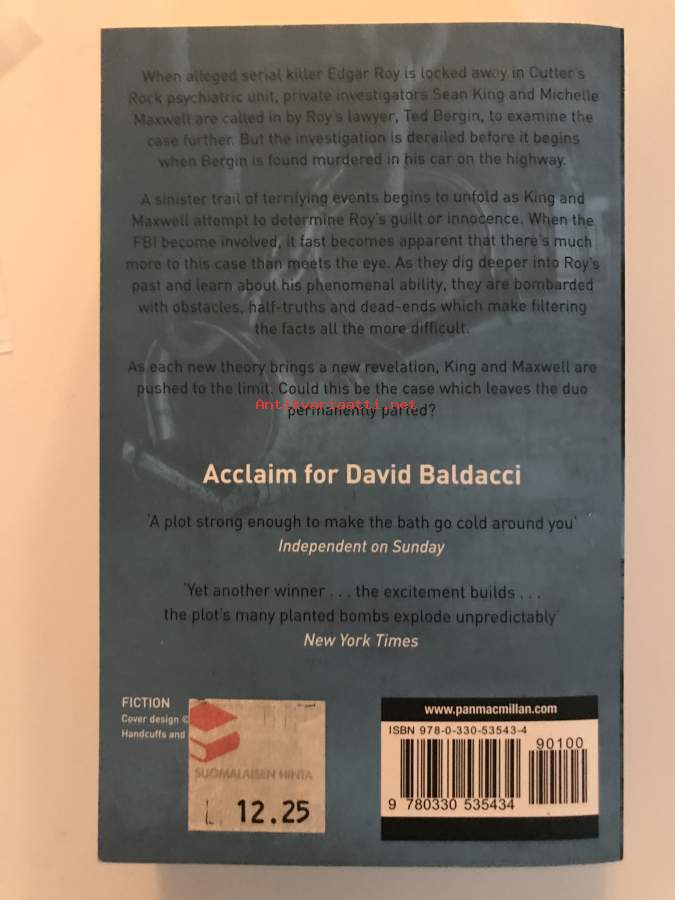 When alleged serial killer Edgar Roy is locked away in Cutter's
Rock psychiatric unit, private investigators Sean King and Michelle
Maxwell are called in by Roy's lawyer, Ted Bergin, to examine the
case further. But the investigation is derailed before it begins
when Bergin is found murdered in his car on the highway.
A sinister trail of terrifying events begins to unfold as King and
Maxwell attempt to determine Roy's guilt or innocence. When the
FBI become involved, it fast becomes apparent that there's much
more to this case than meets the eye. As they dig deeper into Roy's
past and learn about his phenomenal ability, they are bombarded
with obstacles, half-truths and dead-ends which make filtering
the facts all the more difficult.
As each new theory brings a new revelation, King and Maxwell are
pushed to the limit. Could this be the case which leaves the duo
Antikvariaatti.net
permanently parted?
Acclaim for David Baldacci
'A plot strong enough to make the bath go cold around you'
Independent on Sunday
'Yet another winner . . . the excitement builds . . .
the plot's many planted bombs explode unpredictably'
New York Times
FICTION
Cover design ©
Handcuffs and
SUOMALAISEN HINTA
12.25
www.panmacmillan.com
ISBN 978-0-330-53543-4
90100
9 780330 535434